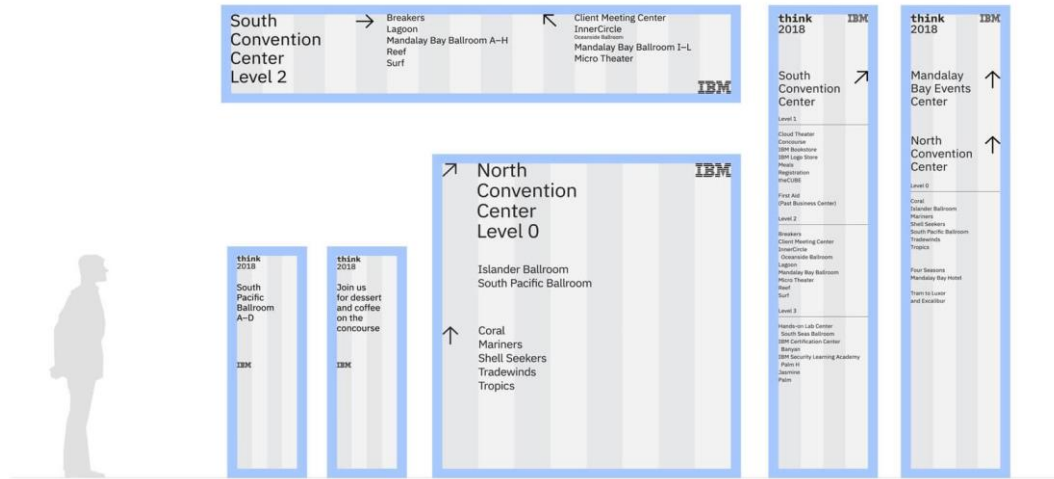 South
Convention
Center
Level 2
→
Breakers
Lagoon
Mandalay Bay Ballroom A–H
Reef
Surf
↖
Client Meeting Center
InnerCircle
Oceanside Ballroom
Mandalay Bay Ballroom I–L
Micro Theater
IBM
think
2018
South
Pacific
Ballroom
A–D
IBM
think
2018
Join us
for dessert
and coffee
on the
concourse
IBM
↗
North
Convention
Center
Level 0
IBM
Islander Ballroom
South Pacific Ballroom
↑
Coral
Mariners
Shell Seekers
Tradewinds
Tropics
think IBM
2018
South
Convention
Center
↗
Level 1
Cloud Theater
Concourse
IBM Bookstore
IBM Logo Store
Meals
Registration
theCUBE
First Aid
(Past Business Center)
Level 2
Breakers
Client Meeting Center
InnerCircle
Oceanside Ballroom
Lagoon
Mandalay Bay Ballroom
Micro Theater
Reef
Surf
Level 3
Hands-on Lab Center
South Seas Ballroom
IBM Certification Center
Banyan
IBM Security Learning Academy
Palm H
Jasmine
Palm
think IBM
2018
Mandalay
Bay Events
Center
↑
North
Convention
Center
↑
Level 0
Coral
Islander Ballroom
Mariners
Shell Seekers
South Pacific Ballroom
Tradewinds
Tropics
Four Seasons
Mandalay Bay Hotel
Tram to Luxor
and Excalibur